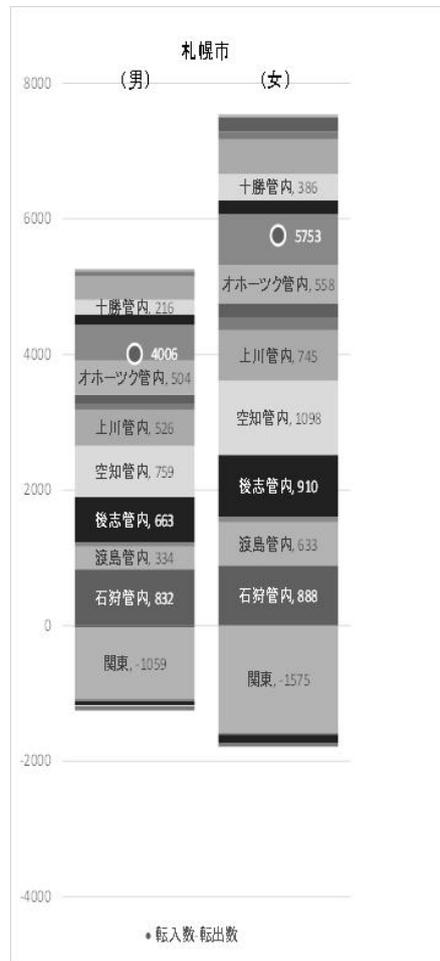 札幌市
(男)
(女)
8000
6000
4000
2000
0
-2000
-4000
十勝管内, 216
4006
オホーツク管内, 504
上川管内, 526
空知管内, 759
後志管内, 663
渡島管内, 334
石狩管内, 832
関東, -1059
十勝管内, 386
5753
オホーツク管内, 558
上川管内, 745
空知管内, 1098
後志管内, 910
渡島管内, 633
石狩管内, 888
関東, -1575
転入数-転出数